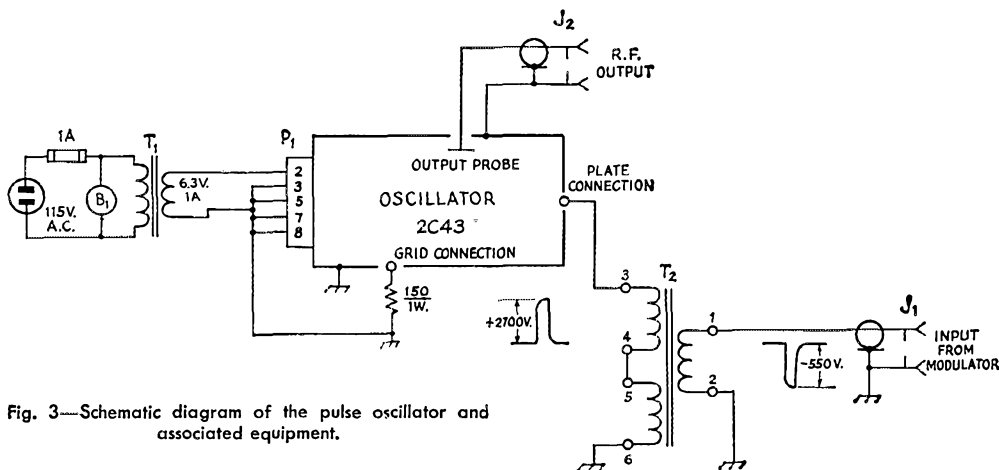 J2
R.F.
OUTPUT
1A
T1
P1
115V.
A.C.
B1
6.3V.
1A
2
3
5
7
8
OUTPUT PROBE
OSCILLATOR
2C43
GRID CONNECTION
PLATE
CONNECTION
150
1W.
+2700V.
3
T2
4
5
6
1
2
-550V.
J1
INPUT
FROM
MODULATOR
Fig. 3—Schematic diagram of the pulse oscillator and
associated equipment.